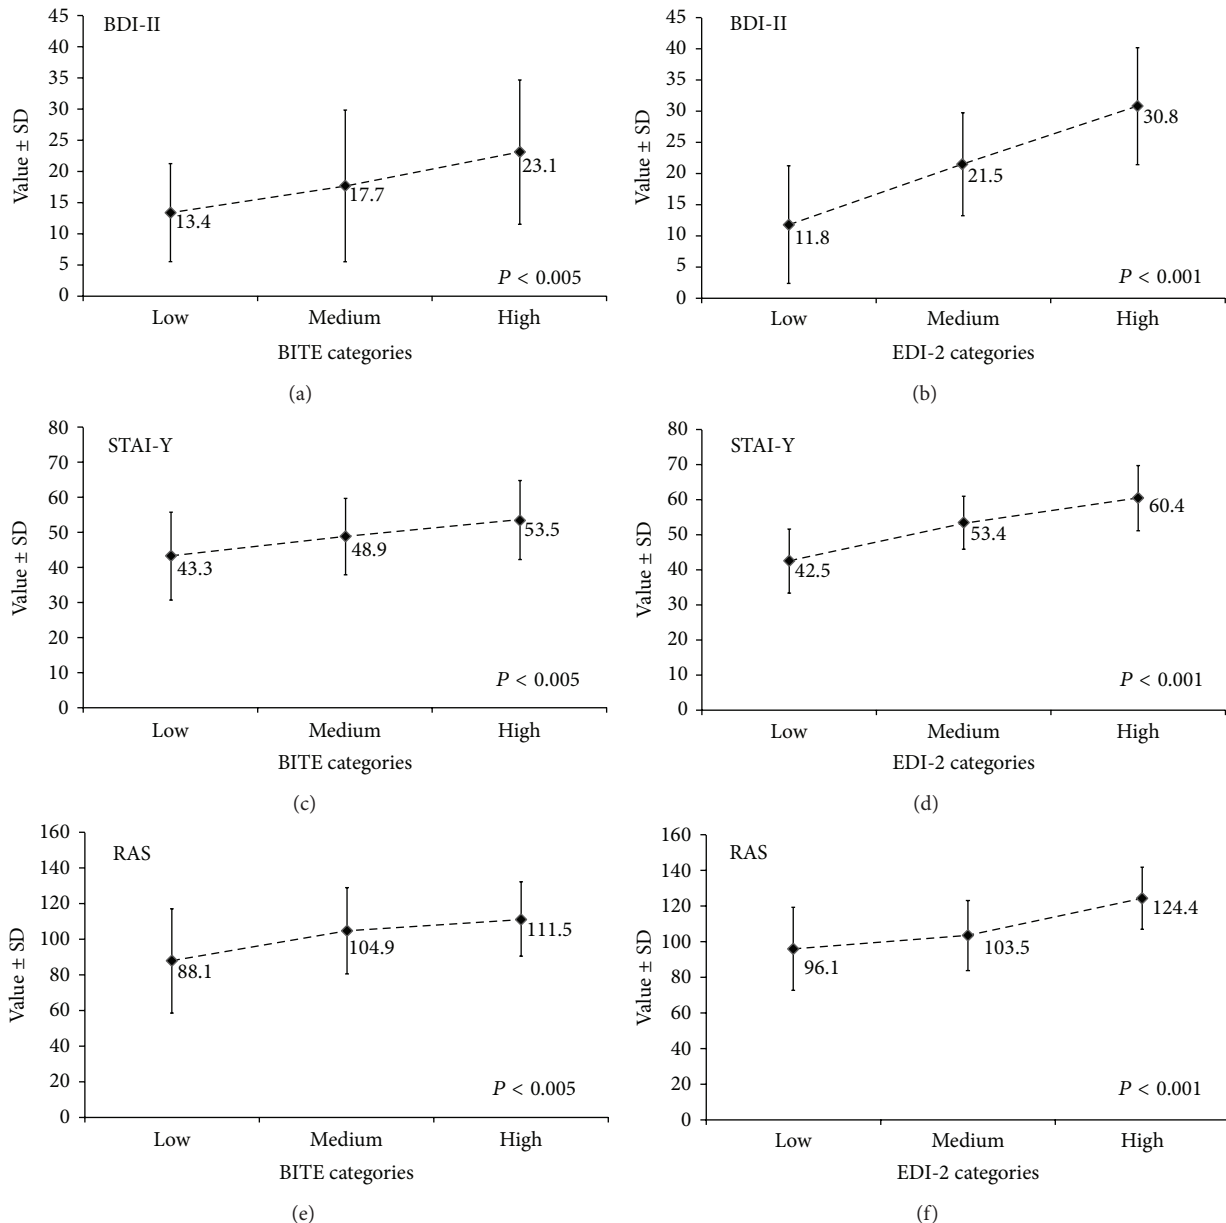 BDI-II
Value ± SD
45
40
35
30
25
20
15
10
5
0
13.4
17.7
23.1
P < 0.005
Low Medium High
BITE categories
(a)
BDI-II
Value ± SD
45
40
35
30
25
20
15
10
5
0
11.8
21.5
30.8
P < 0.001
Low Medium High
EDI-2 categories
(b)
STAI-Y
Value ± SD
80
70
60
50
40
30
20
10
0
43.3
48.9
53.5
P < 0.005
Low Medium High
BITE categories
(c)
STAI-Y
Value ± SD
80
70
60
50
40
30
20
10
0
42.5
53.4
60.4
P < 0.001
Low Medium High
EDI-2 categories
(d)
RAS
Value ± SD
160
140
120
100
80
60
40
20
0
88.1
104.9
111.5
P < 0.005
Low Medium High
BITE categories
(e)
RAS
Value ± SD
160
140
120
100
80
60
40
20
0
96.1
103.5
124.4
P < 0.001
Low Medium High
EDI-2 categories
(f)